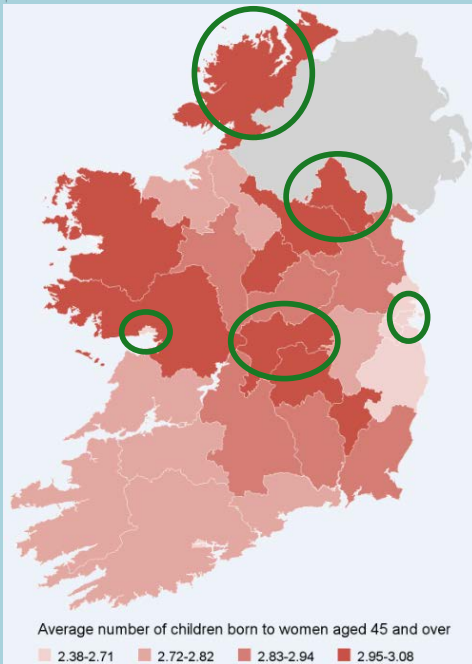 Average number of children born to women aged 45 and over
2.38-2.71 2.72-2.82 2.83-2.94 2.95-3.08